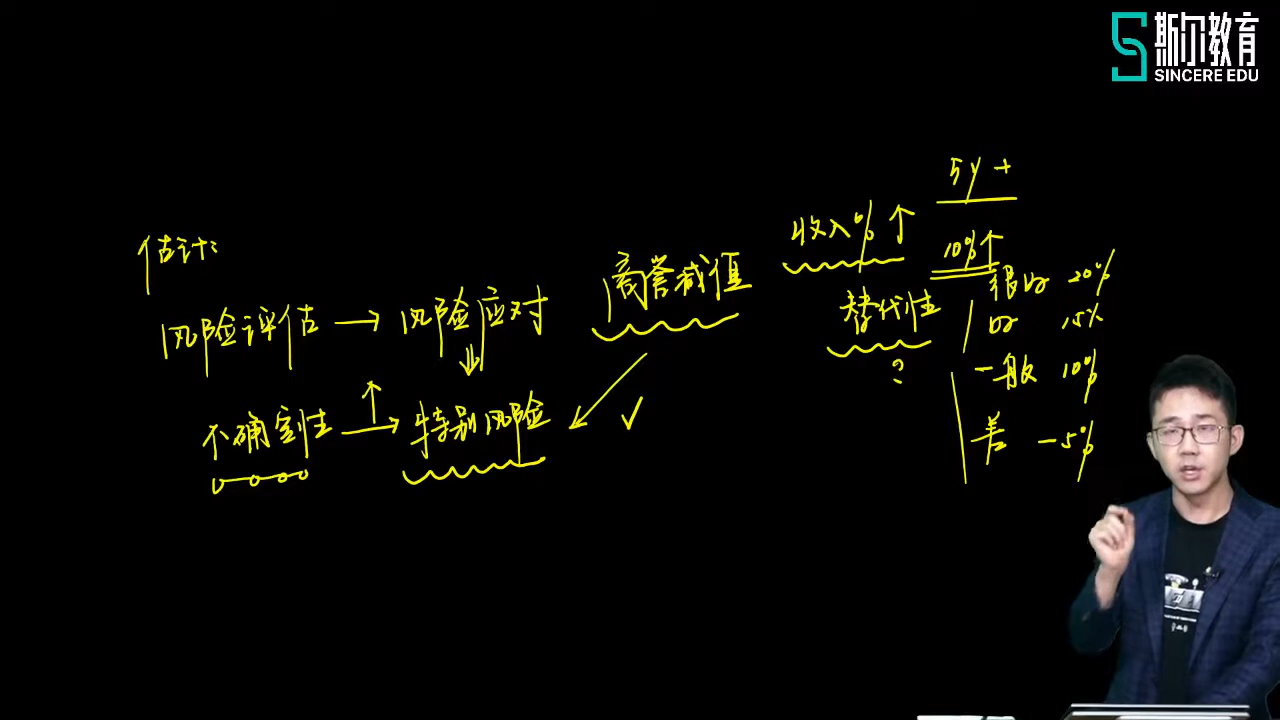 斯尔教育
SINCERE EDU
估计:
风险评估 → 风险应对
不确定性 → 特别风险
商誉减值
收入% ↑
5y +
10%↑
替代性
?
很好 20%
好 15%
一般 10%
差 -5%